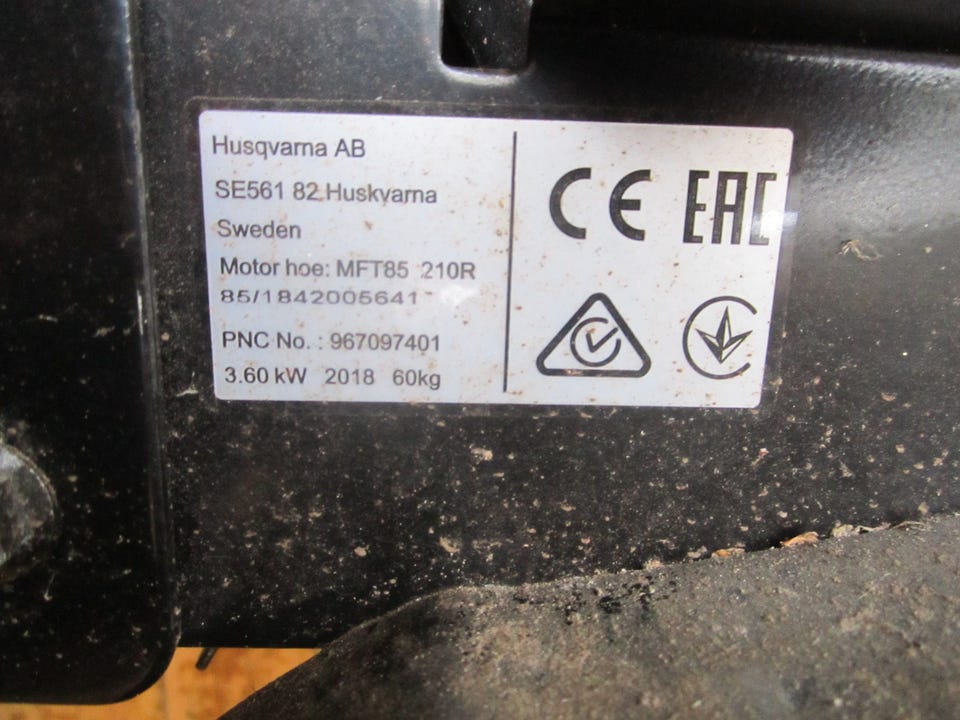 Husqvarna AB
SE561 82 Huskvarna
Sweden
Motor hoe: MFT85 210R
85/1842005641
PNC No. : 967097401
3.60 kW 2018 60kg
CE EAC